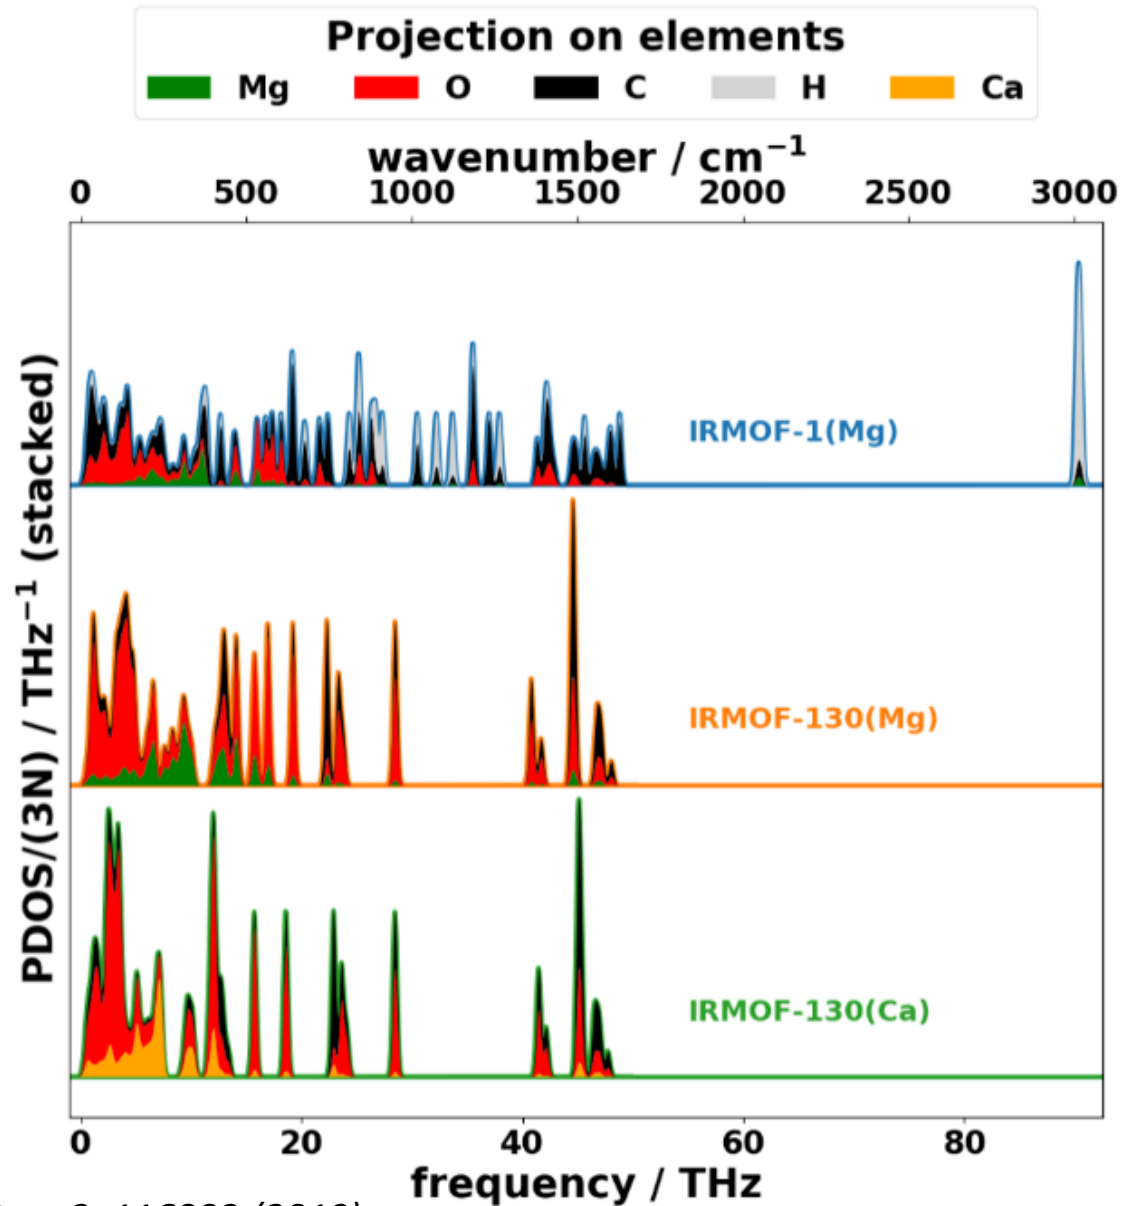 Projection on elements
Mg O C H Ca
wavenumber / cm⁻¹
0 500 1000 1500 2000 2500 3000
PDOS/(3N) / THz⁻¹ (stacked)
IRMOF-1(Mg)
IRMOF-130(Mg)
IRMOF-130(Ca)
0 20 40 60 80
frequency / THz